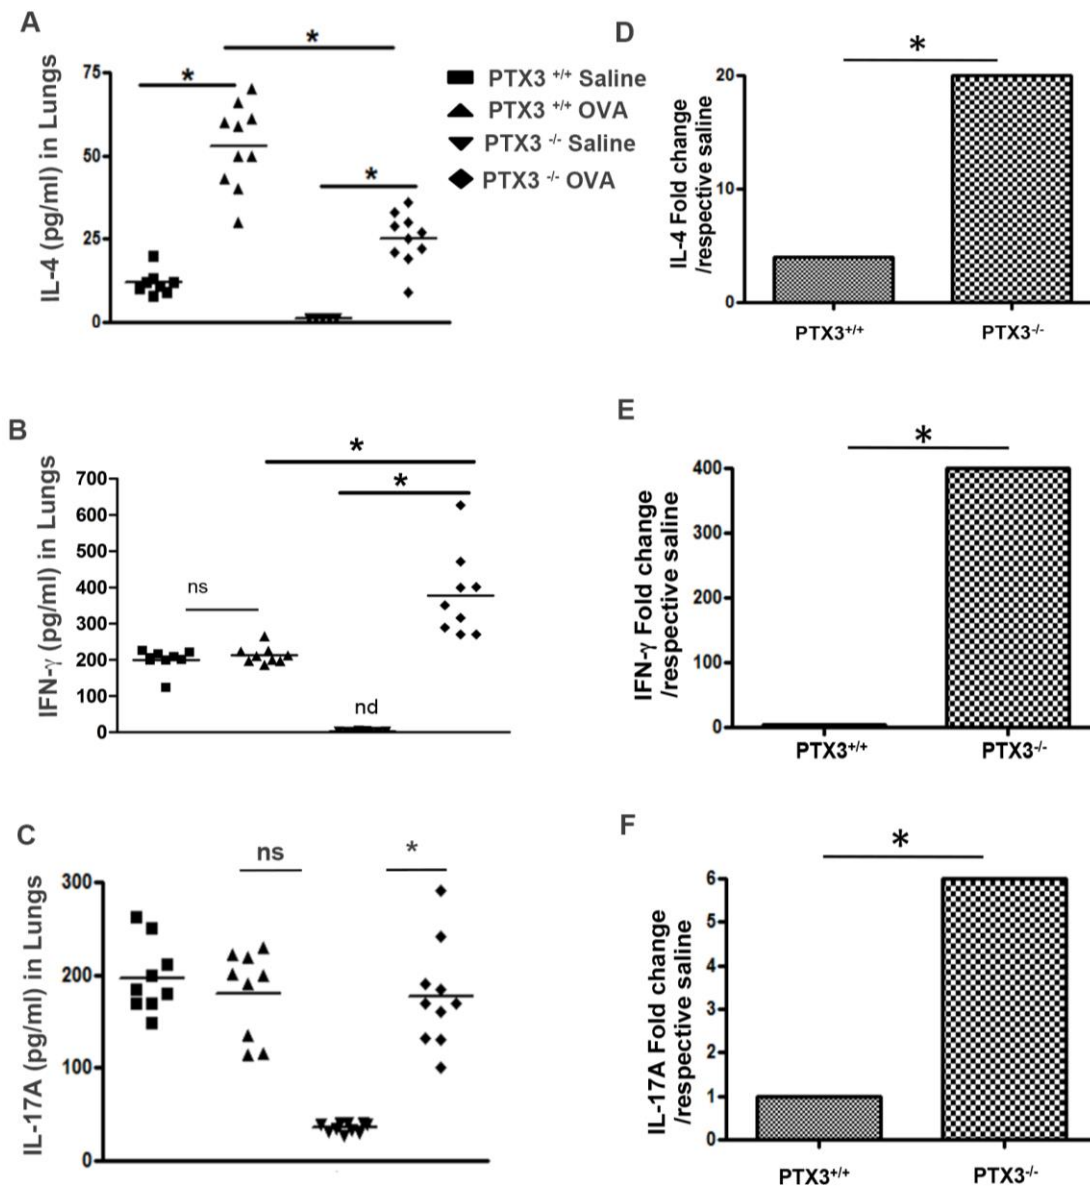 A
IL-4 (pg/ml) in Lungs
75
50
25
0
*
*
*
PTX3 +/+ Saline
PTX3 +/+ OVA
PTX3 -/- Saline
PTX3 -/- OVA
D
IL-4 Fold change
/respective saline
20
10
0
*
PTX3+/+
PTX3-/-
B
IFN-γ (pg/ml) in Lungs
700
600
500
400
300
200
100
0
ns
nd
*
*
E
IFN-γ Fold change
/respective saline
400
300
200
100
0
*
PTX3+/+
PTX3-/-
C
IL-17A (pg/ml) in Lungs
300
200
100
0
ns
*
F
IL-17A Fold change
/respective saline
6
5
4
3
2
1
0
*
PTX3+/+
PTX3-/-